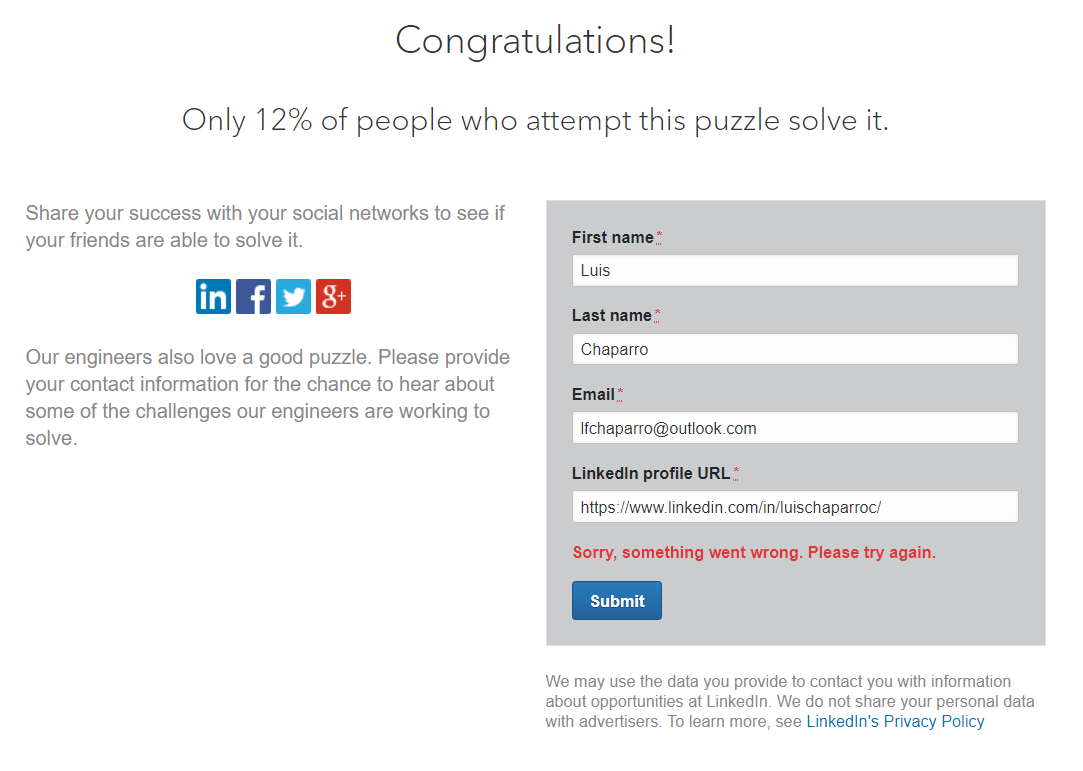 Congratulations!
Only 12% of people who attempt this puzzle solve it.
Share your success with your social networks to see if
your friends are able to solve it.
in f g+
Our engineers also love a good puzzle. Please provide
your contact information for the chance to hear about
some of the challenges our engineers are working to
solve.
First name*
Luis
Last name*
Chaparro
Email*
lfchaparro@outlook.com
LinkedIn profile URL*
https://www.linkedin.com/in/luischaparroc/
Sorry, something went wrong. Please try again.
Submit
We may use the data you provide to contact you with information
about opportunities at LinkedIn. We do not share your personal data
with advertisers. To learn more, see LinkedIn's Privacy Policy